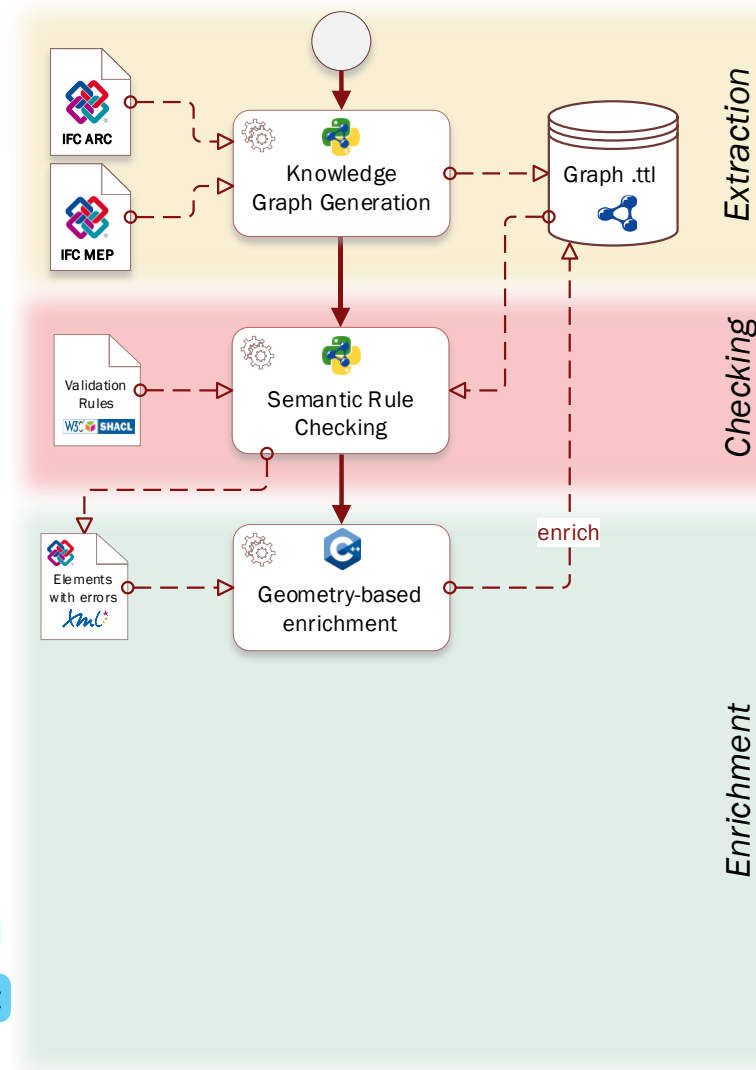 Extraction
IFC ARC
IFC MEP
Knowledge
Graph Generation
Graph .ttl
Checking
Validation
Rules
W3C SHACL
Semantic Rule
Checking
enrich
Enrichment
Elements
with errors
Xml
C++
Geometry-based
enrichment